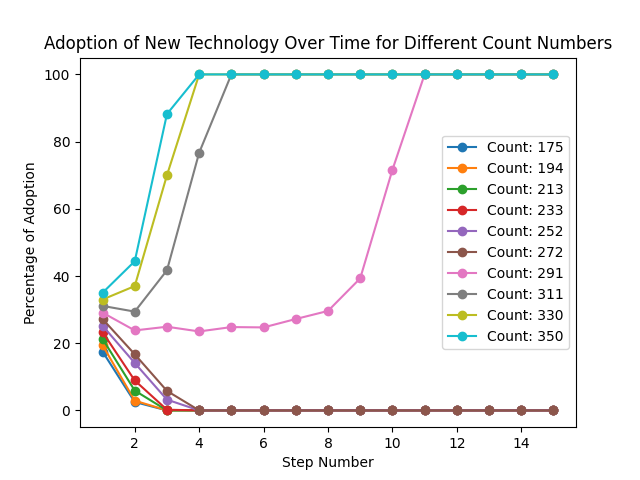 Adoption of New Technology Over Time for Different Count Numbers
Percentage of Adoption
100
80
60
40
20
0
Count: 175
Count: 194
Count: 213
Count: 233
Count: 252
Count: 272
Count: 291
Count: 311
Count: 330
Count: 350
2 4 6 8 10 12 14
Step Number